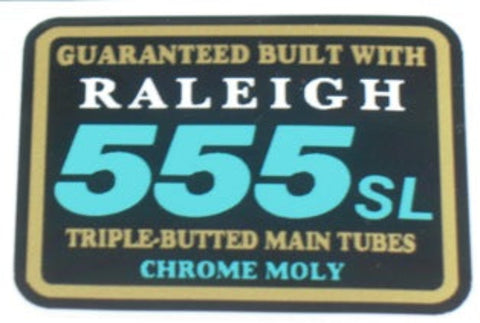 GUARANTEED BUILT WITH
RALEIGH
555SL
TRIPLE-BUTTED MAIN TUBES
CHROME MOLY